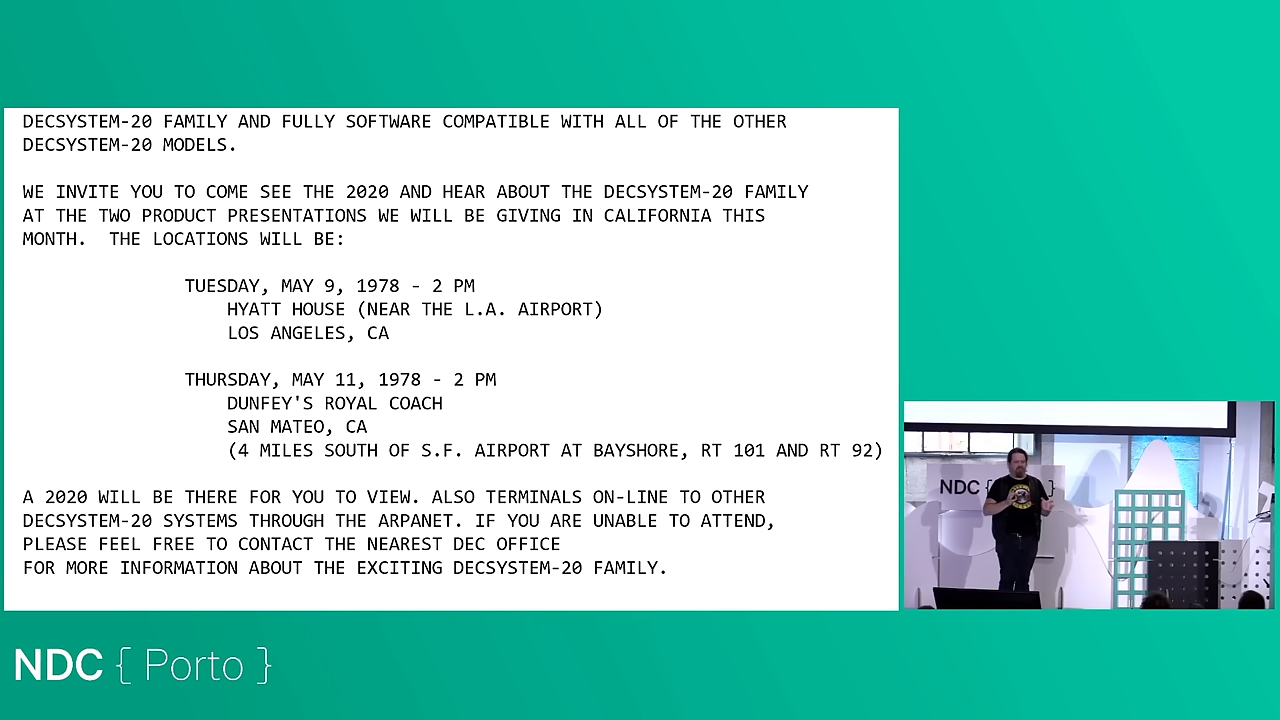 DECSYSTEM-20 FAMILY AND FULLY SOFTWARE COMPATIBLE WITH ALL OF THE OTHER
DECSYSTEM-20 MODELS.
WE INVITE YOU TO COME SEE THE 2020 AND HEAR ABOUT THE DECSYSTEM-20 FAMILY
AT THE TWO PRODUCT PRESENTATIONS WE WILL BE GIVING IN CALIFORNIA THIS
MONTH.  THE LOCATIONS WILL BE:
TUESDAY, MAY 9, 1978 - 2 PM
HYATT HOUSE (NEAR THE L.A. AIRPORT)
LOS ANGELES, CA
THURSDAY, MAY 11, 1978 - 2 PM
DUNFEY'S ROYAL COACH
SAN MATEO, CA
(4 MILES SOUTH OF S.F. AIRPORT AT BAYSHORE, RT 101 AND RT 92)
A 2020 WILL BE THERE FOR YOU TO VIEW. ALSO TERMINALS ON-LINE TO OTHER
DECSYSTEM-20 SYSTEMS THROUGH THE ARPANET. IF YOU ARE UNABLE TO ATTEND,
PLEASE FEEL FREE TO CONTACT THE NEAREST DEC OFFICE
FOR MORE INFORMATION ABOUT THE EXCITING DECSYSTEM-20 FAMILY.
NDC { }
NDC { Porto }